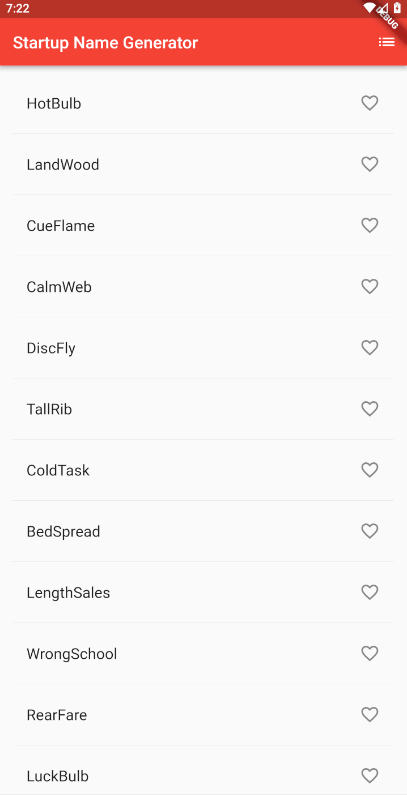 7:22
DEBUG
Startup Name Generator
HotBulb
LandWood
CueFlame
CalmWeb
DiscFly
TallRib
ColdTask
BedSpread
LengthSales
WrongSchool
RearFare
LuckBulb